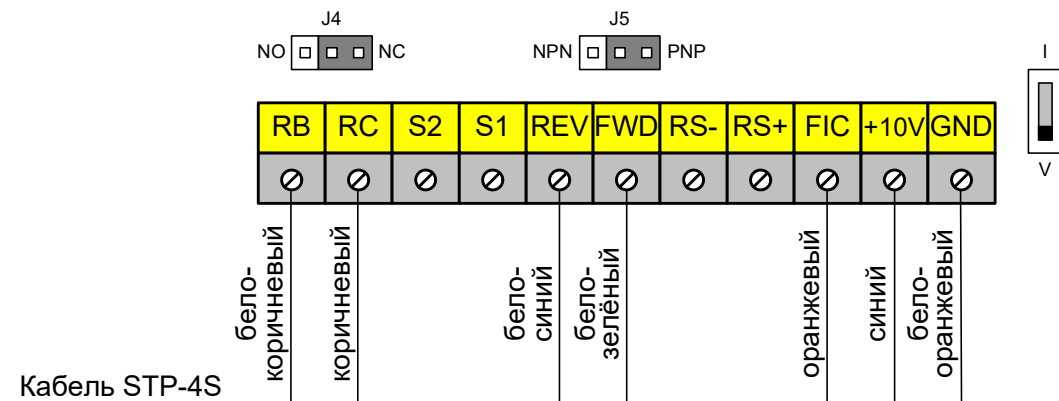 J4
J5
NO
NC
NPN
PNP
I
RB RC S2 S1 REV FWD RS- RS+ FIC +10V GND
V
бело-
коричневый
коричневый
бело-
синий
бело-
зелёный
оранжевый
синий
бело-
оранжевый
Кабель STP-4S